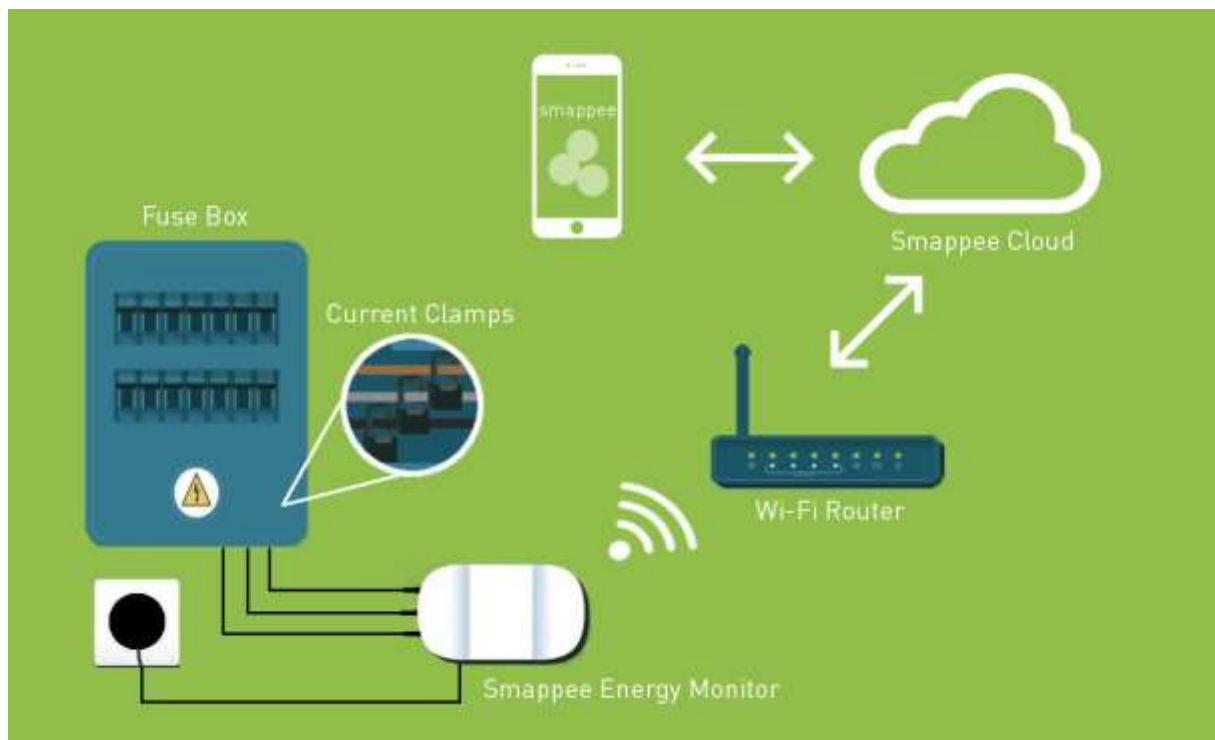 smappee
Fuse Box
Smappee Cloud
Current Clamps
Wi-Fi Router
Smappee Energy Monitor